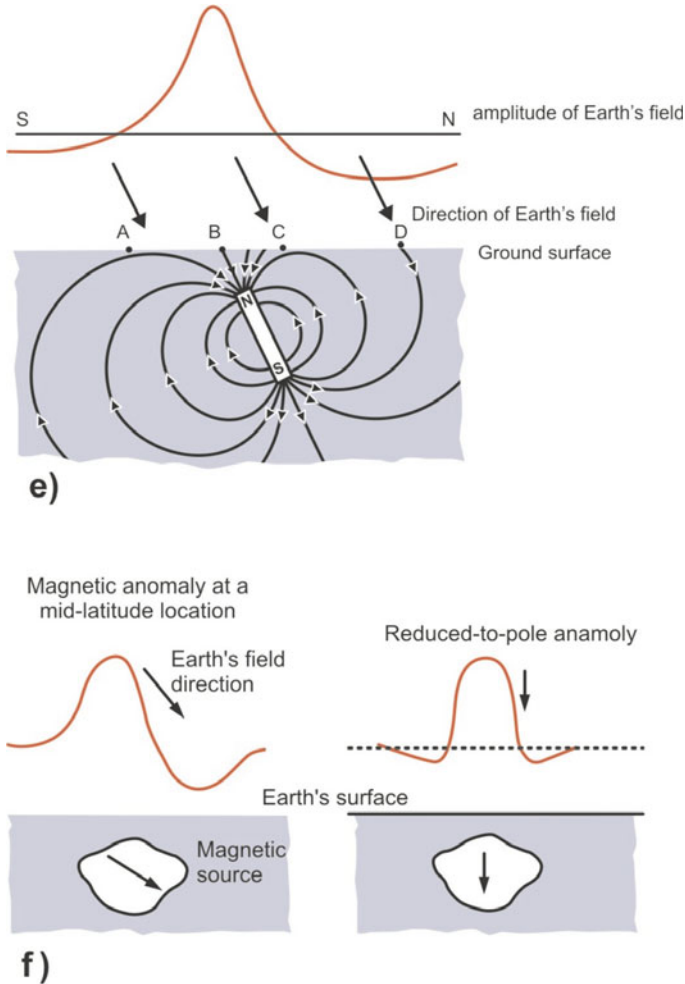 S
N
amplitude of Earth's field
Direction of Earth's field
A
B
C
D
Ground surface
N
S
e)
Magnetic anomaly at a
mid-latitude location
Earth's field
direction
Reduced-to-pole anamoly
Earth's surface
Magnetic
source
f)